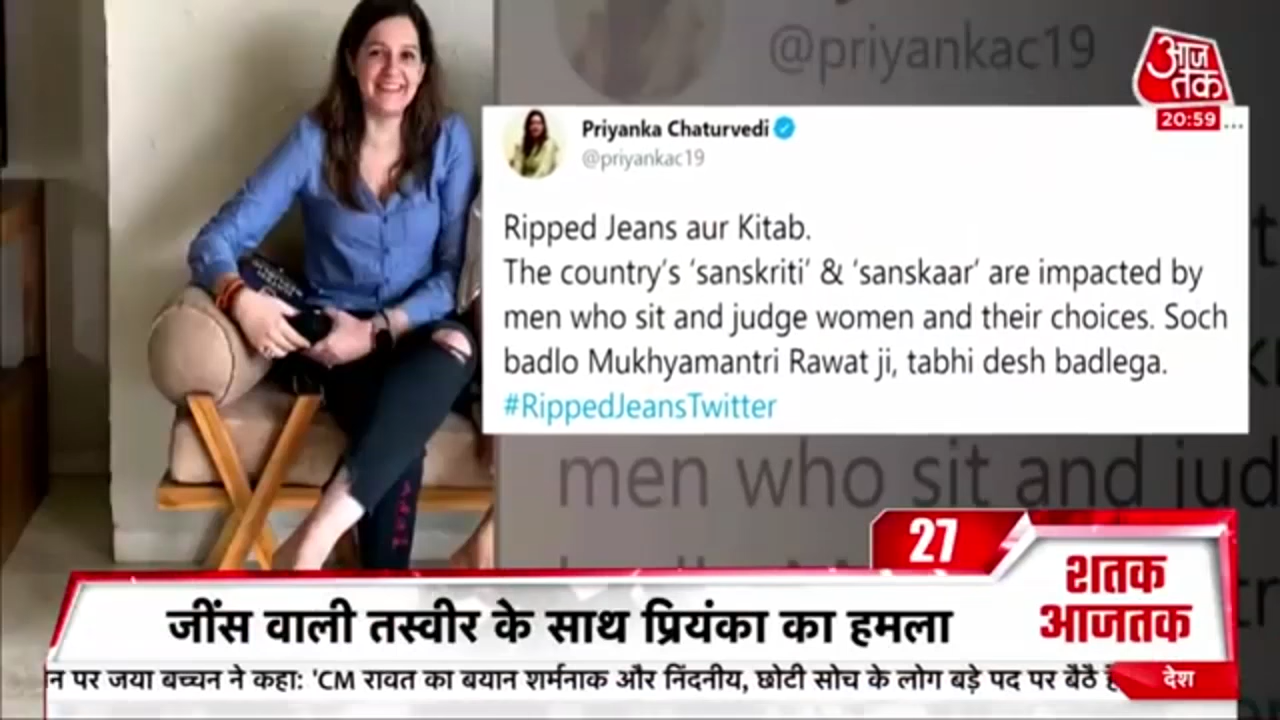 @priyankac19
आज
तक
20:59
Priyanka Chaturvedi
@priyankac19
Ripped Jeans aur Kitab.
The country's 'sanskriti' & 'sanskaar' are impacted by
men who sit and judge women and their choices. Soch
badlo Mukhyamantri Rawat ji, tabhi desh badlega.
#RippedJeansTwitter
men who sit and jud
27
शतक
आजतक
जींस वाली तस्वीर के साथ प्रियंका का हमला
न पर जया बच्चन ने कहा: 'CM रावत का बयान शर्मनाक और निंदनीय, छोटी सोच के लोग बड़े पद पर बैठे
देश